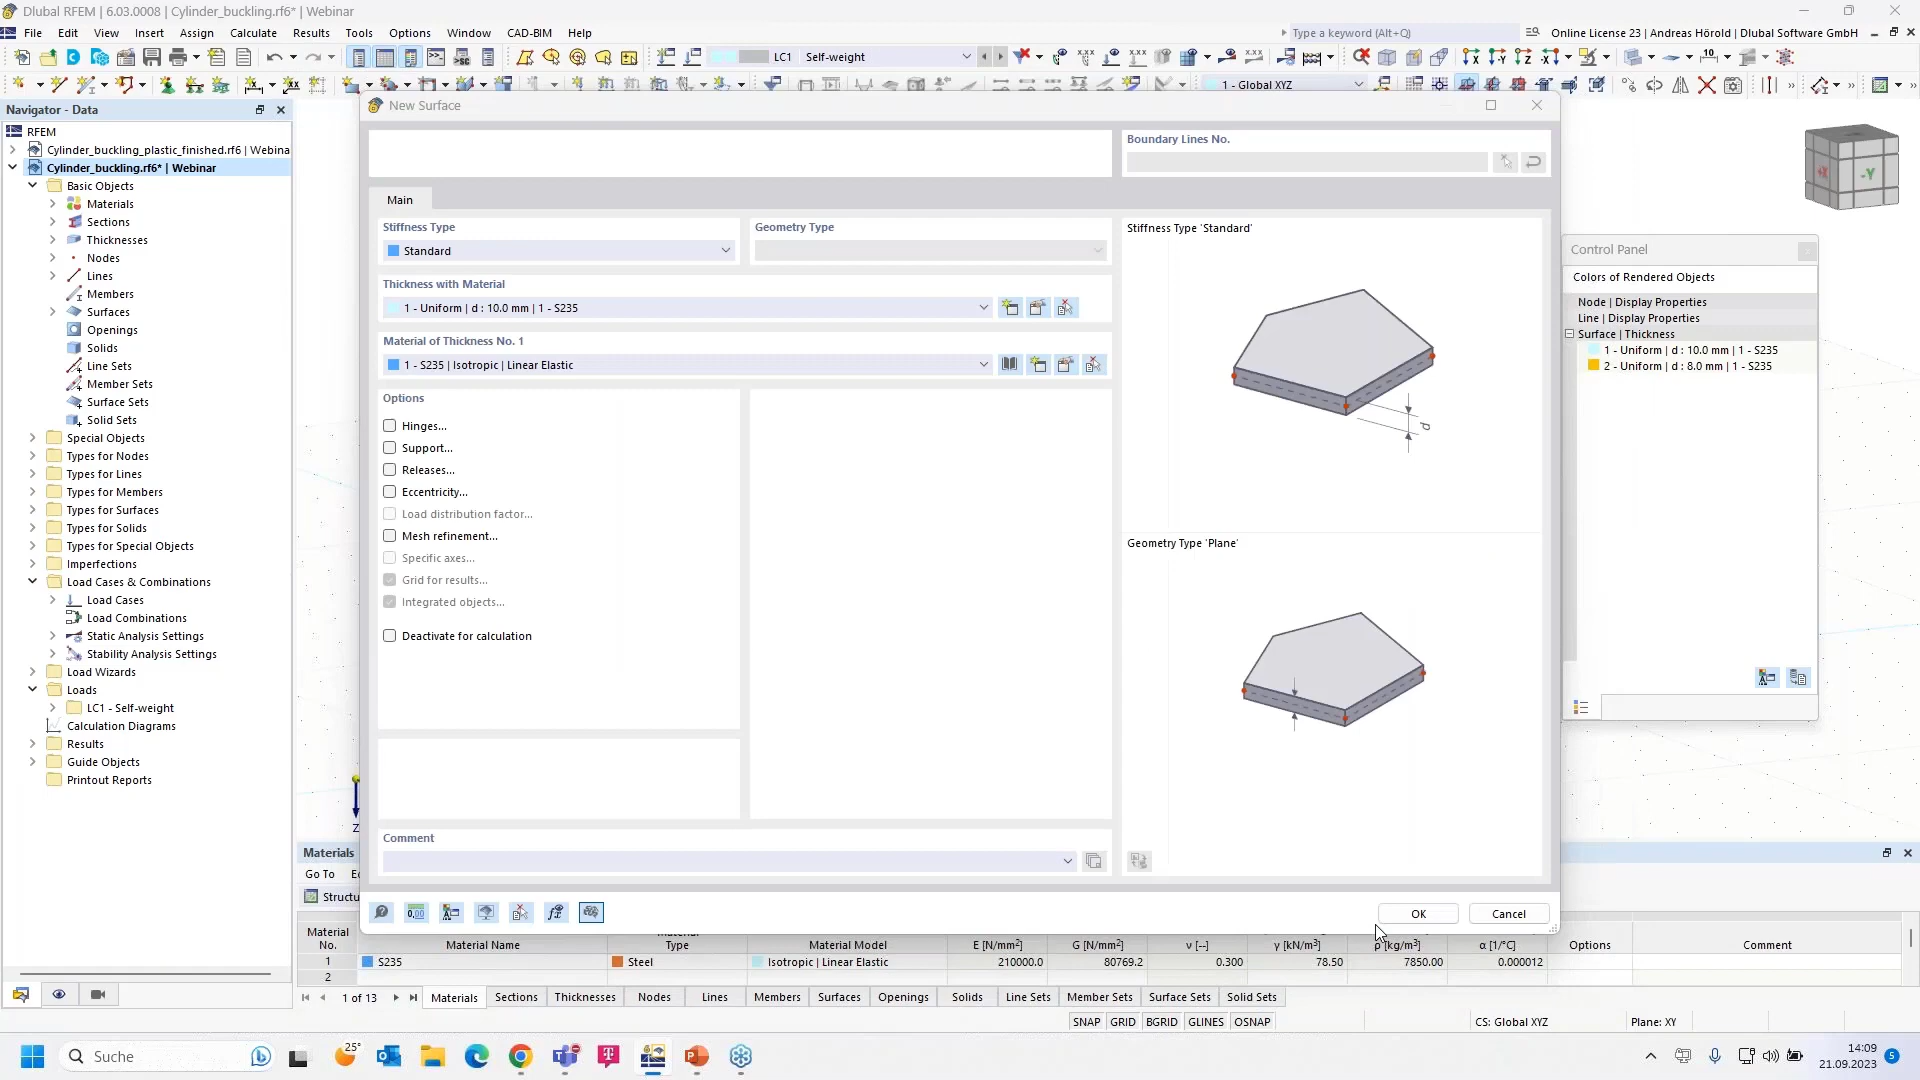 Dlubal RFEM | 6.03.0008 | Cylinder_buckling.rf6* | Webinar
File Edit View Insert Assign Calculate Results Tools Options Window CAD-BIM Help
Type a keyword (Alt+Q)
Online License 23 | Andreas Hörold | Dlubal Software GmbH
LC1 Self-weight
1 - Global XYZ
Navigator - Data
RFEM
Cylinder_buckling_plastic_finished.rf6 | Webina
Cylinder_buckling.rf6* | Webinar
Basic Objects
Materials
Sections
Thicknesses
Nodes
Lines
Members
Surfaces
Openings
Solids
Line Sets
Member Sets
Surface Sets
Solid Sets
Special Objects
Types for Nodes
Types for Lines
Types for Members
Types for Surfaces
Types for Solids
Types for Special Objects
Imperfections
Load Cases & Combinations
Load Cases
Load Combinations
Static Analysis Settings
Stability Analysis Settings
Load Wizards
Loads
LC1 - Self-weight
Calculation Diagrams
Results
Guide Objects
Printout Reports
New Surface
Boundary Lines No.
Main
Stiffness Type
Standard
Geometry Type
Thickness with Material
1 - Uniform | d : 10.0 mm | 1 - S235
Material of Thickness No. 1
1 - S235 | Isotropic | Linear Elastic
Options
Hinges...
Support...
Releases...
Eccentricity...
Load distribution factor...
Mesh refinement...
Specific axes...
Grid for results...
Integrated objects...
Deactivate for calculation
Comment
Stiffness Type 'Standard'
d
Geometry Type 'Plane'
OK
Cancel
+X
-Y
Control Panel
Colors of Rendered Objects
Node | Display Properties
Line | Display Properties
Surface | Thickness
1 - Uniform | d : 10.0 mm | 1 - S235
2 - Uniform | d : 8.0 mm | 1 - S235
Z
Materials
Go To
Structu
Material No.
Material Name
Type
Material Model
E [N/mm²]
G [N/mm²]
ν [--]
γ [kN/m³]
ρ [kg/m³]
α [1/°C]
Options
Comment
1 S235 Steel Isotropic | Linear Elastic 210000.0 80769.2 0.300 78.50 7850.00 0.000012
2
1 of 13
Materials Sections Thicknesses Nodes Lines Members Surfaces Openings Solids Line Sets Member Sets Surface Sets Solid Sets
SNAP GRID BGRID GLINES OSNAP
CS: Global XYZ
Plane: XY
Suche
25°
14:09
21.09.2023
5